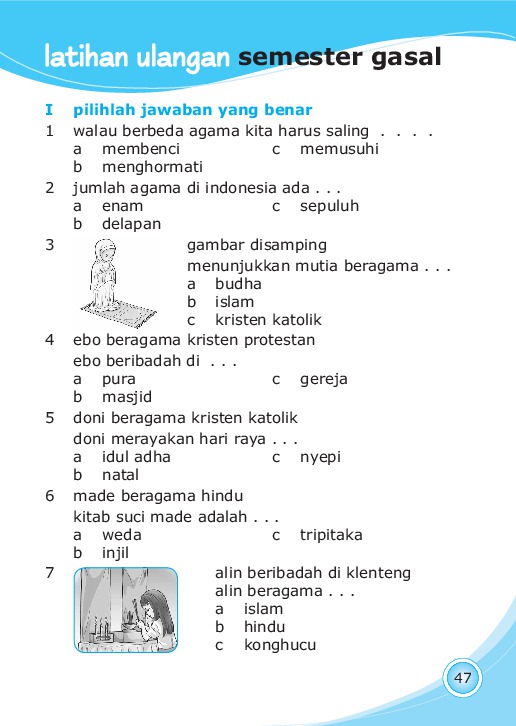 latihan ulangan semester gasal
I pilihlah jawaban yang benar
1 walau berbeda agama kita harus saling . . . .
a membenci c memusuhi
b menghormati
2 jumlah agama di indonesia ada . . .
a enam c sepuluh
b delapan
3 gambar disamping
menunjukkan mutia beragama . . .
a budha
b islam
c kristen katolik
4 ebo beragama kristen protestan
ebo beribadah di . . .
a pura c gereja
b masjid
5 doni beragama kristen katolik
doni merayakan hari raya . . .
a idul adha c nyepi
b natal
6 made beragama hindu
kitab suci made adalah . . .
a weda c tripitaka
b injil
7 alin beribadah di klenteng
alin beragama . . .
a islam
b hindu
c konghucu
47